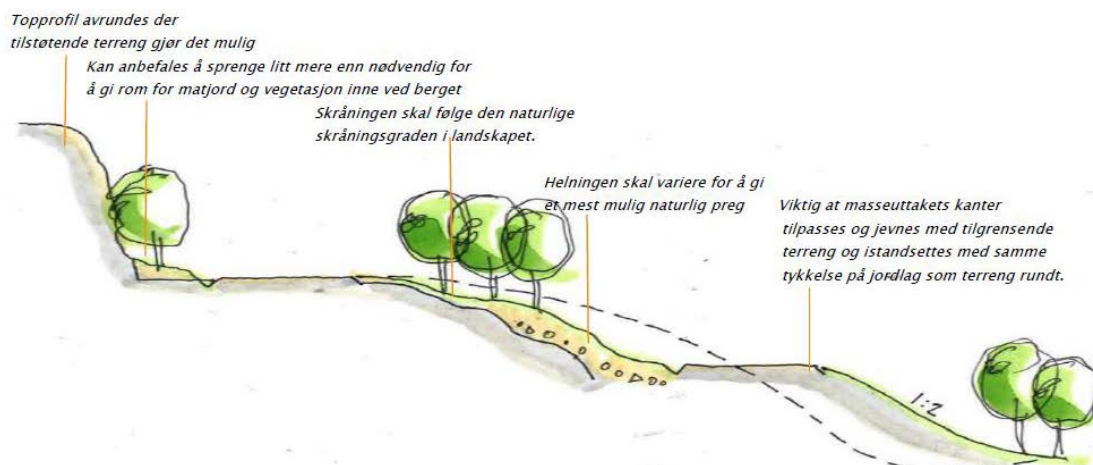 Topprofil avrundes der
tilstøtende terreng gjør det mulig
Kan anbefales å sprenge litt mere enn nødvendig for
å gi rom for matjord og vegetasjon inne ved berget
Skråningen skal følge den naturlige
skråningsgraden i landskapet.
Helningen skal variere for å gi
et mest mulig naturlig preg
Viktig at masseuttakets kanter
tilpasses og jevnes med tilgrensende
terreng og istandsettes med samme
tykkelse på jordlag som terreng rundt.
1:2